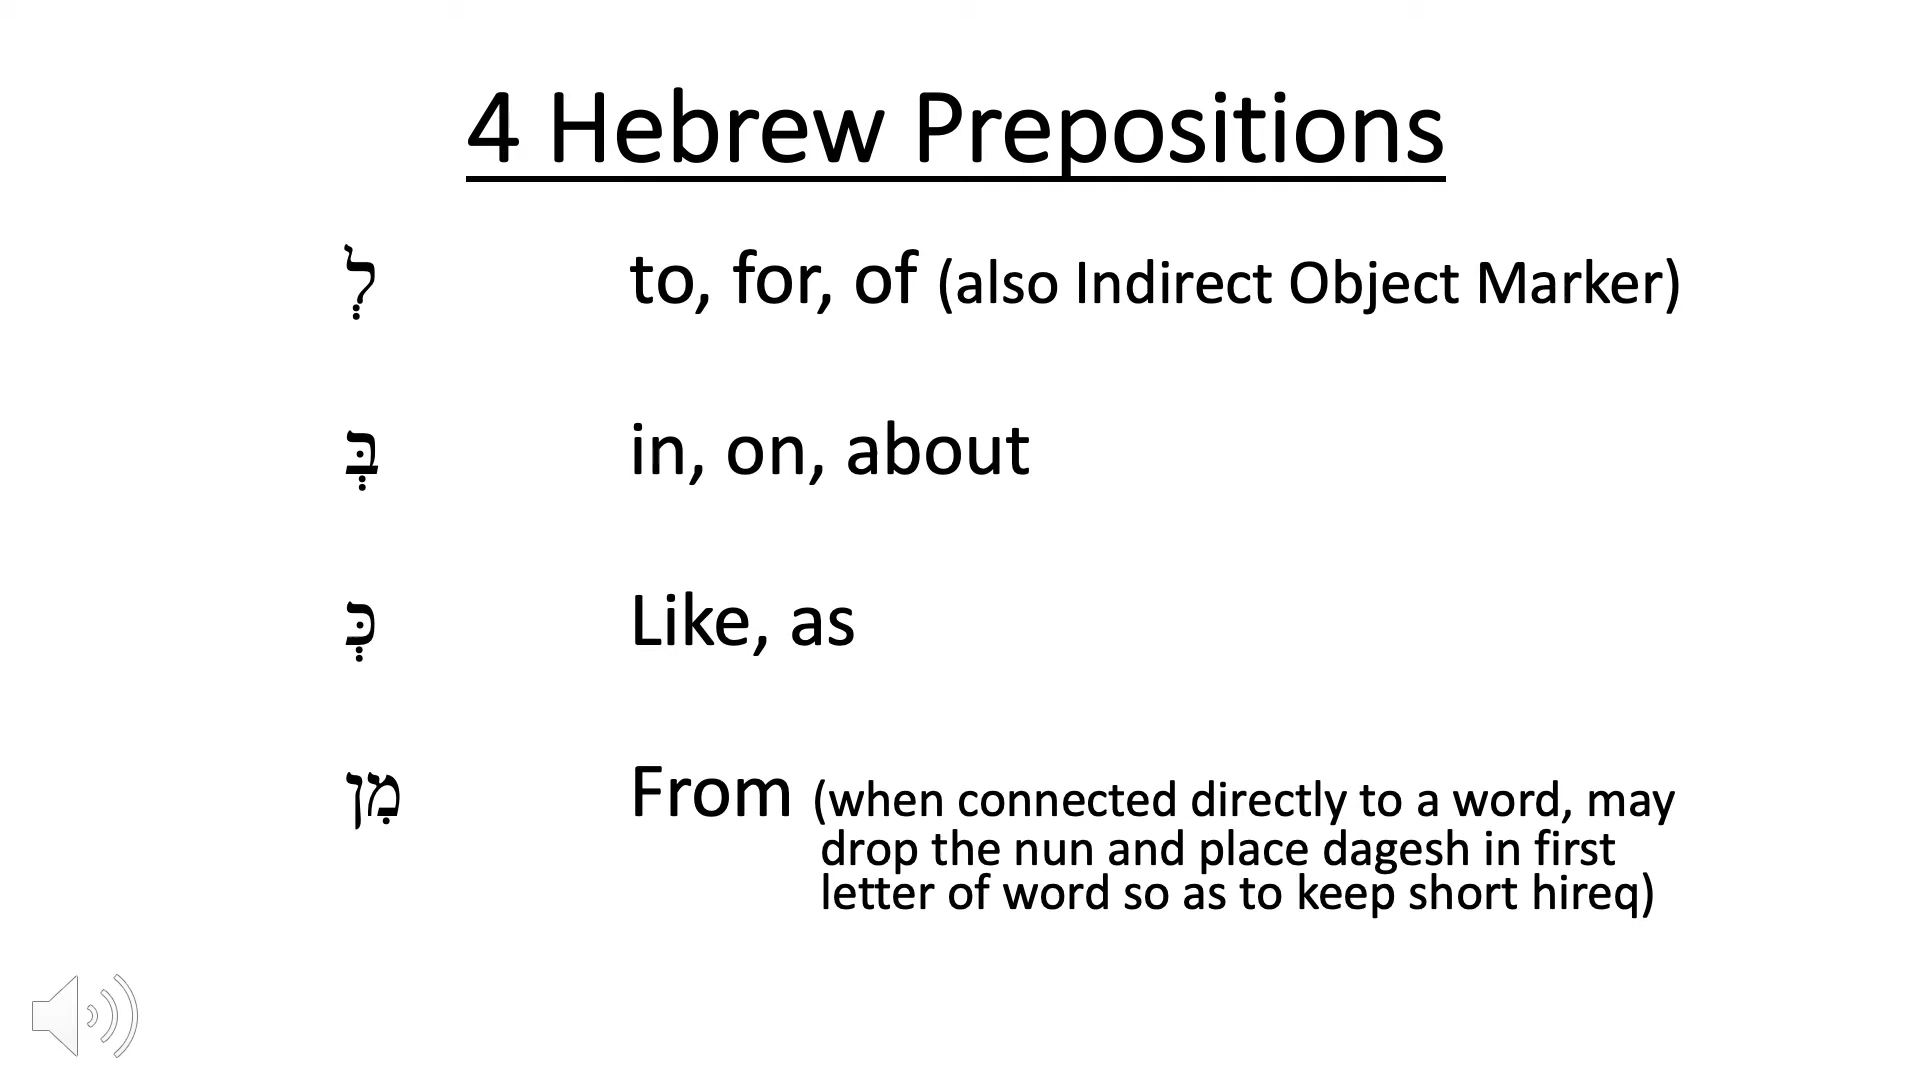 4 Hebrew Prepositions
לְ to, for, of (also Indirect Object Marker)
בְּ in, on, about
כְּ Like, as
מִן From (when connected directly to a word, may
drop the nun and place dagesh in first
letter of word so as to keep short hireq)